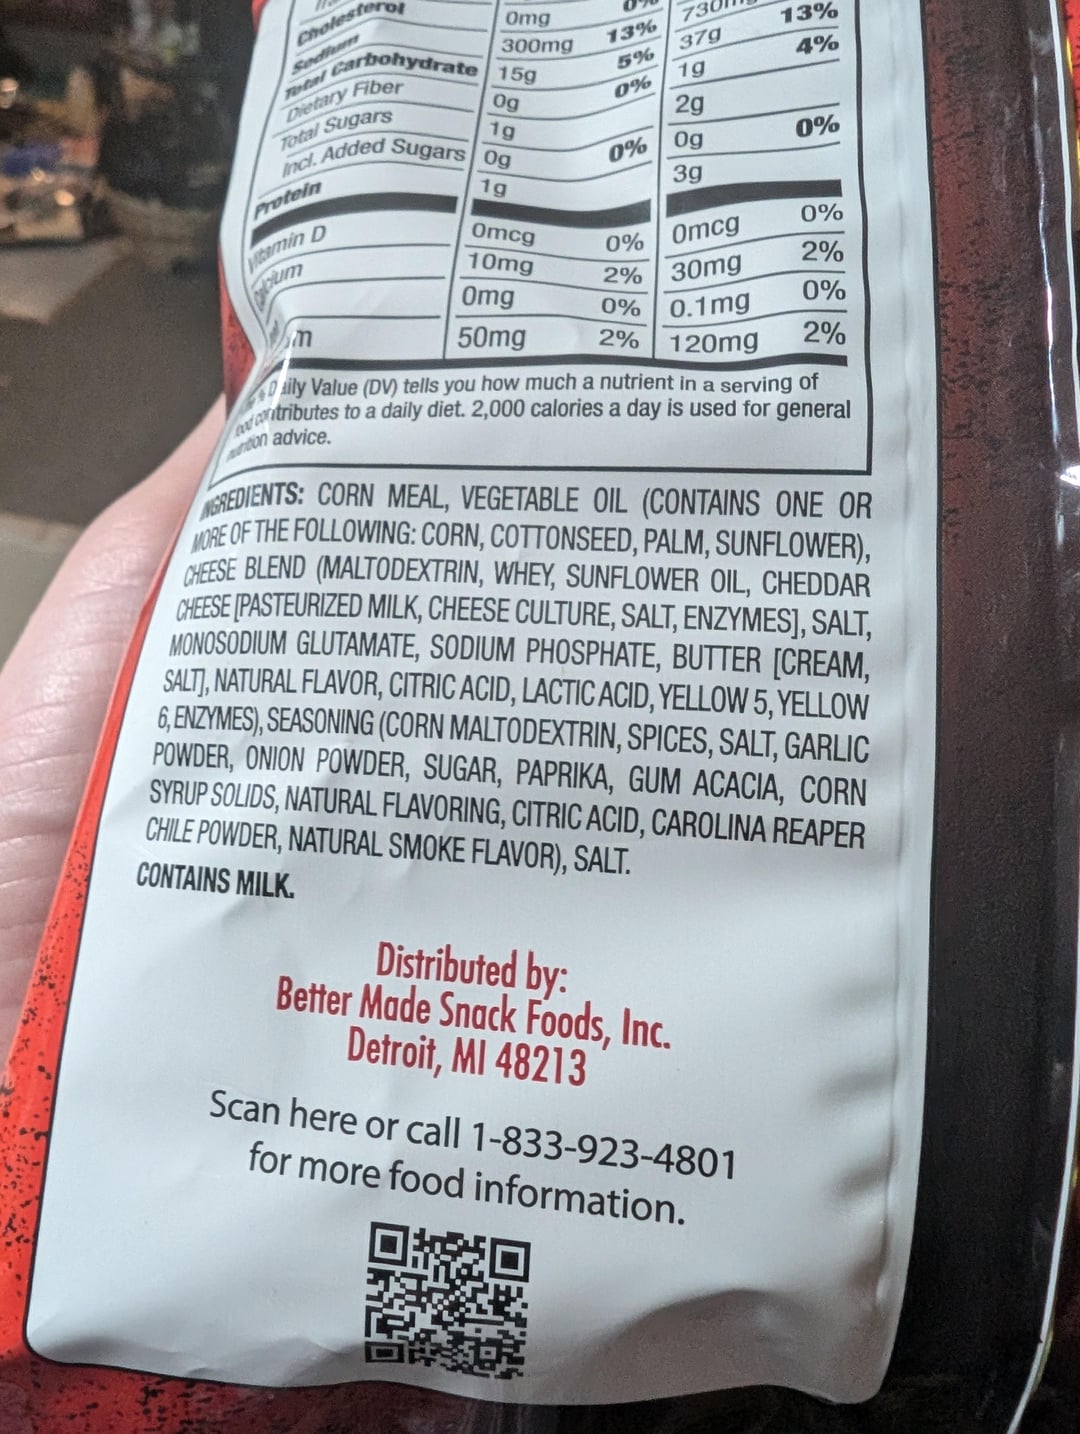 Cholesterol 0mg 0%
Sodium 300mg 13% 730mg
Total Carbohydrate 15g 5% 37g 13%
Dietary Fiber 0g 0% 1g 4%
Total Sugars 1g 2g
Incl. Added Sugars 0g 0% 0g 0%
Protein 1g 3g
Vitamin D 0mcg 0% 0mcg 0%
Calcium 10mg 2% 30mg 2%
0mg 0% 0.1mg 0%
50mg 2% 120mg 2%
% Daily Value (DV) tells you how much a nutrient in a serving of
food contributes to a daily diet. 2,000 calories a day is used for general
nutrition advice.
INGREDIENTS: CORN MEAL, VEGETABLE OIL (CONTAINS ONE OR
MORE OF THE FOLLOWING: CORN, COTTONSEED, PALM, SUNFLOWER),
CHEESE BLEND (MALTODEXTRIN, WHEY, SUNFLOWER OIL, CHEDDAR
CHEESE [PASTEURIZED MILK, CHEESE CULTURE, SALT, ENZYMES], SALT,
MONOSODIUM GLUTAMATE, SODIUM PHOSPHATE, BUTTER [CREAM,
SALT], NATURAL FLAVOR, CITRIC ACID, LACTIC ACID, YELLOW 5, YELLOW
6, ENZYMES), SEASONING (CORN MALTODEXTRIN, SPICES, SALT, GARLIC
POWDER, ONION POWDER, SUGAR, PAPRIKA, GUM ACACIA, CORN
SYRUP SOLIDS, NATURAL FLAVORING, CITRIC ACID, CAROLINA REAPER
CHILE POWDER, NATURAL SMOKE FLAVOR), SALT.
CONTAINS MILK.
Distributed by:
Better Made Snack Foods, Inc.
Detroit, MI 48213
Scan here or call 1-833-923-4801
for more food information.